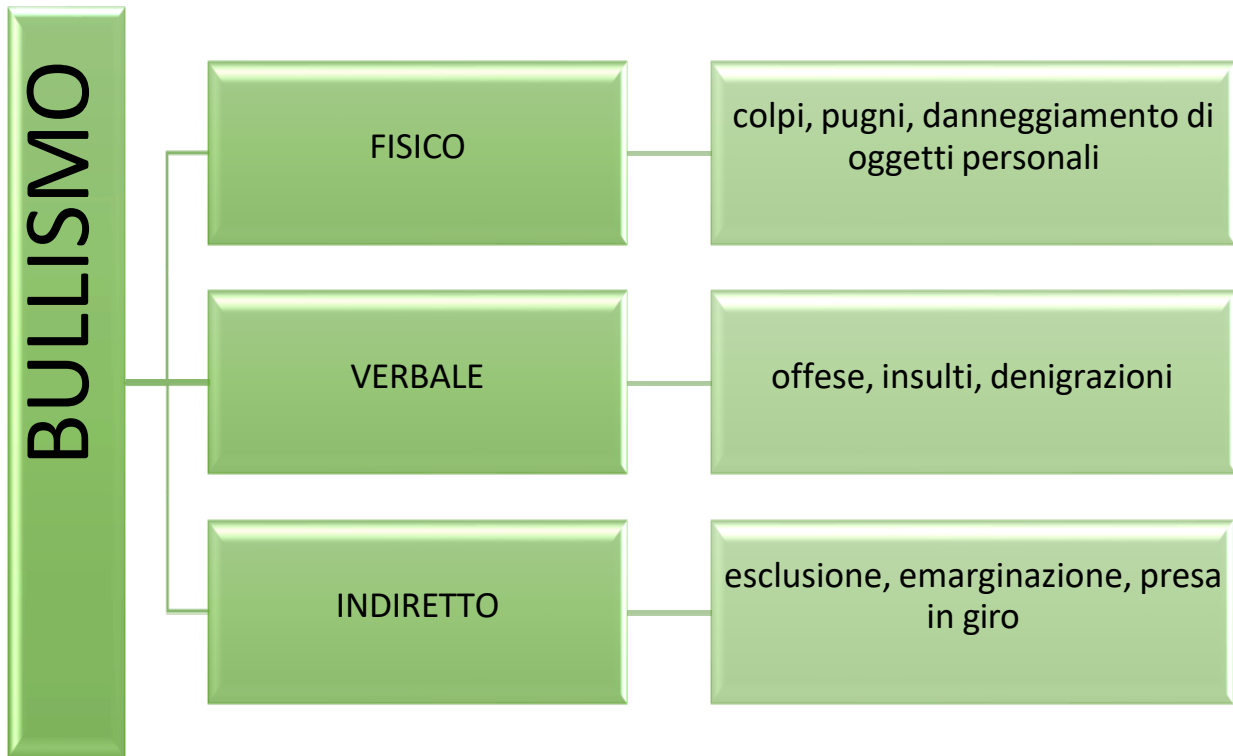 BULLISMO
FISICO
colpi, pugni, danneggiamento di
oggetti personali
VERBALE
offese, insulti, denigrazioni
INDIRETTO
esclusione, emarginazione, presa
in giro